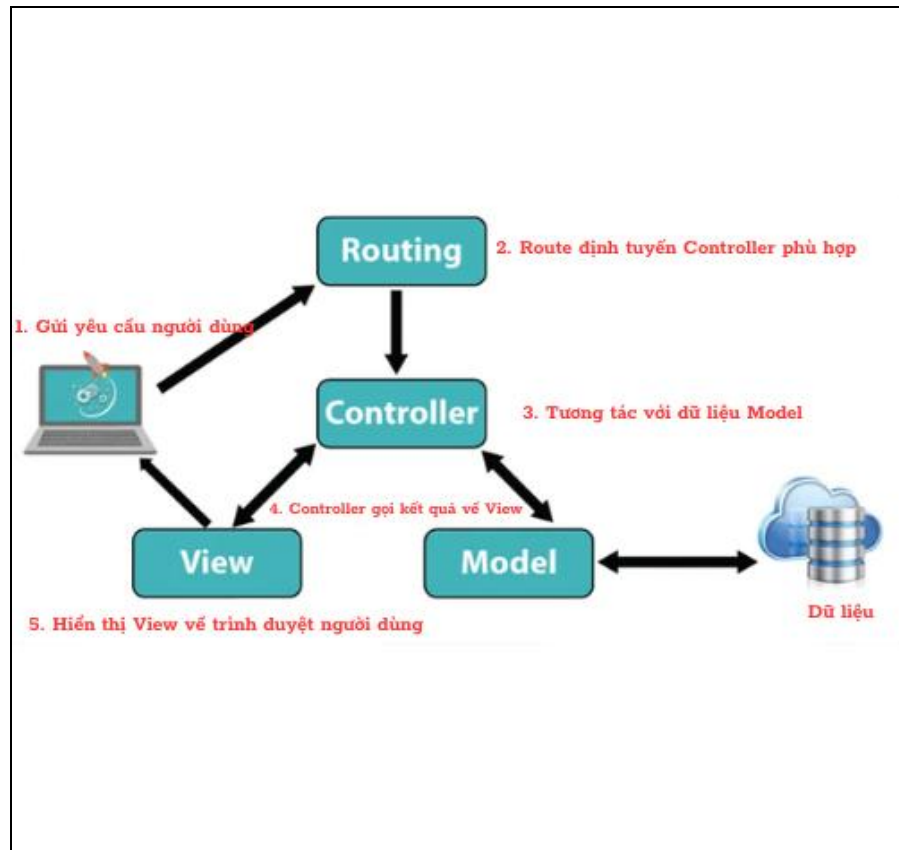 Routing
2. Route định tuyến Controller phù hợp
1. Gửi yêu cầu người dùng
Controller
3. Tương tác với dữ liệu Model
4. Controller gọi kết quả về View
View
Model
5. Hiển thị View về trình duyệt người dùng
Dữ liệu